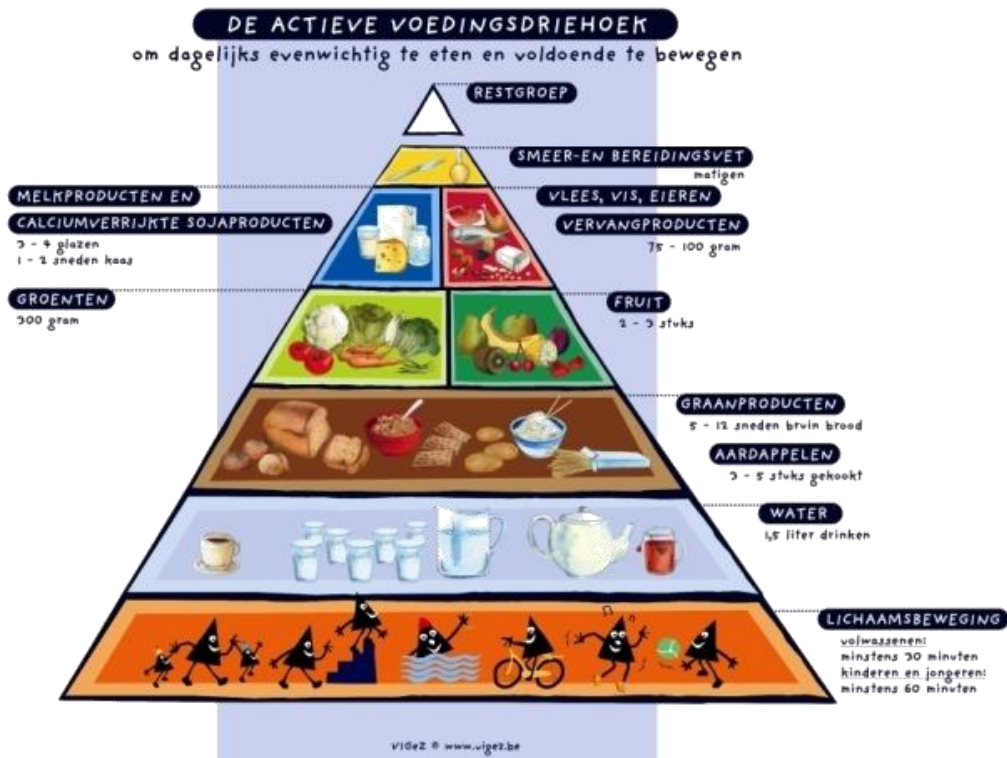 DE ACTIEVE VOEDINGSDRIEHOEK
om dagelijks evenwichtig te eten en voldoende te bewegen
RESTGROEP
SMEER-EN BEREIDINGSVET
matigen
MELKPRODUCTEN EN
CALCIUMVERRIJKTE SOJAPRODUCTEN
3 - 4 glazen
1 - 2 sneden kaas
VLEES, VIS, EIEREN
VERVANGPRODUCTEN
75 - 100 gram
GROENTEN
300 gram
FRUIT
2 - 3 stuks
GRAANPRODUCTEN
5 - 12 sneden bruin brood
AARDAPPELEN
3 - 5 stuks gekookt
WATER
1,5 liter drinken
LICHAAMSBEWEGING
volwassenen:
minstens 30 minuten
kinderen en jongeren:
minstens 60 minuten
VIGeZ © www.vigez.be